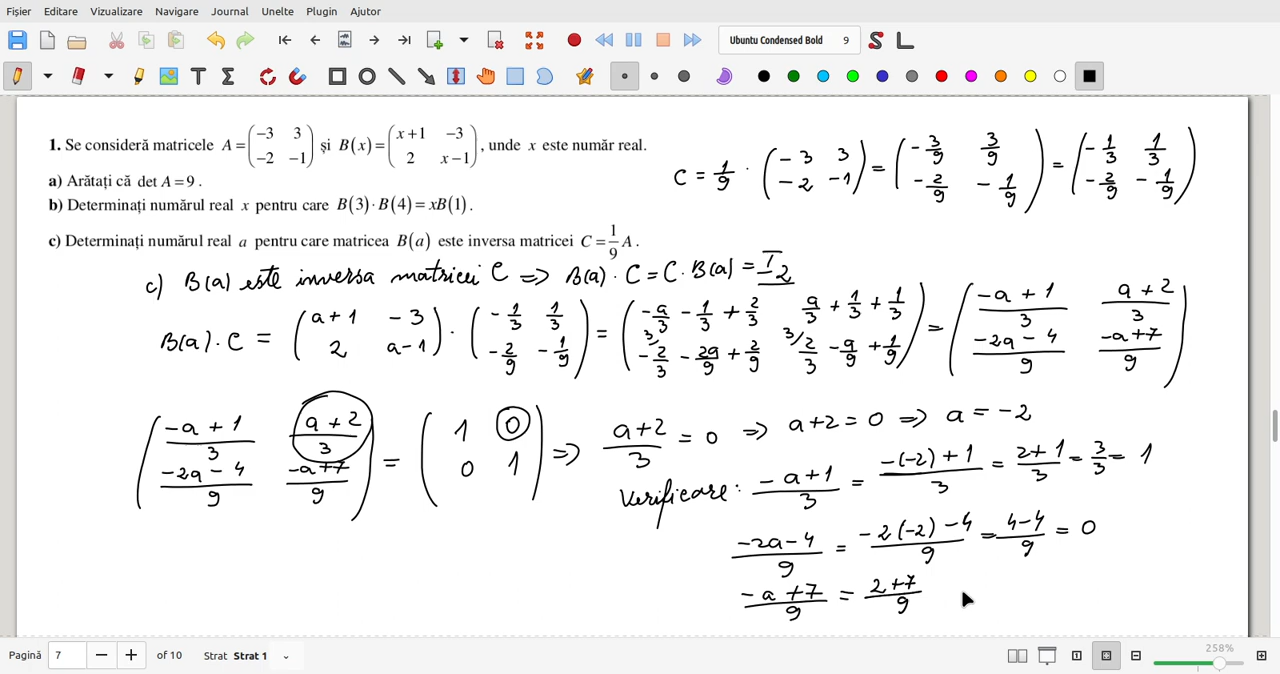 Fișier Editare Vizualizare Navigare Jurnal Unelte Plugin Ajutor
Ubuntu Condensed Bold 9
1. Se consideră matricele A = (−3 3; −2 −1) și B(x) = (x+1 −3; 2 x−1), unde x este număr real.
C = 1/9 · (−3 3; −2 −1) = (−3/9 3/9; −2/9 −1/9) = (−1/3 1/3; −2/9 −1/9)
a) Arătați că det A = 9.
b) Determinați numărul real x pentru care B(3)·B(4) = xB(1).
c) Determinați numărul real a pentru care matricea B(a) este inversa matricei C = 1/9 A.
c) B(a) este inversa matricei C => B(a)·C = C·B(a) = I₂
B(a)·C = (a+1 −3; 2 a−1) · (−1/3 1/3; −2/9 −1/9) = (−a/3 −1/3 +2/3 a/3 +1/3 +1/3; 3/ −2/3 −2a/9 +2/9 3/ 2/3 −a/9 +1/9) = ((−a+1)/3 (a+2)/3; (−2a−4)/9 (−a+7)/9)
((−a+1)/3 (a+2)/3; (−2a−4)/9 (−a+7)/9) = (1 0; 0 1) => (a+2)/3 = 0 => a+2 = 0 => a = −2
Verificare: (−a+1)/3 = (−(−2)+1)/3 = (2+1)/3 = 3/3 = 1
(−2a−4)/9 = (−2(−2)−4)/9 = (4−4)/9 = 0
(−a+7)/9 = (2+7)/9
Pagină 7 of 10 Strat Strat 1 258%